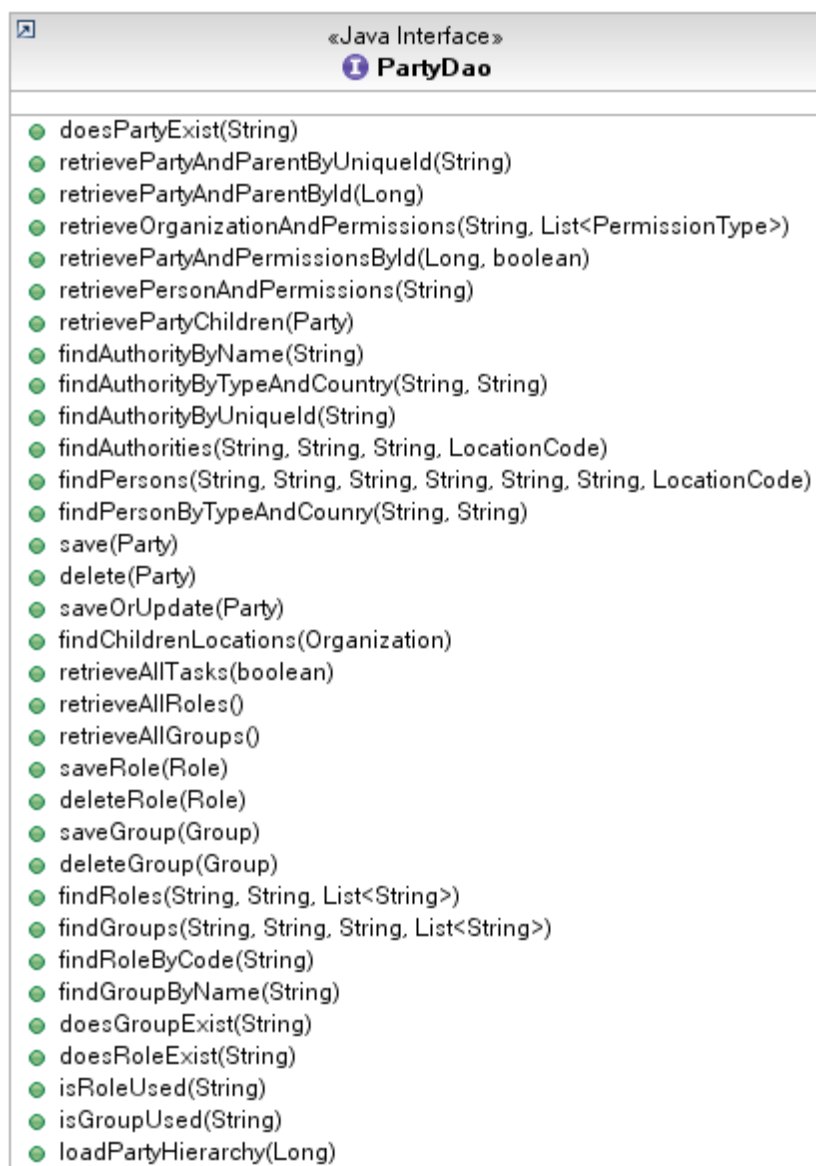 «Java Interface»
PartyDao
doesPartyExist(String)
retrievePartyAndParentByUniqueId(String)
retrievePartyAndParentById(Long)
retrieveOrganizationAndPermissions(String, List<PermissionType>)
retrievePartyAndPermissionsById(Long, boolean)
retrievePersonAndPermissions(String)
retrievePartyChildren(Party)
findAuthorityByName(String)
findAuthorityByTypeAndCountry(String, String)
findAuthorityByUniqueId(String)
findAuthorities(String, String, String, LocationCode)
findPersons(String, String, String, String, String, String, LocationCode)
findPersonByTypeAndCounry(String, String)
save(Party)
delete(Party)
saveOrUpdate(Party)
findChildrenLocations(Organization)
retrieveAllTasks(boolean)
retrieveAllRoles()
retrieveAllGroups()
saveRole(Role)
deleteRole(Role)
saveGroup(Group)
deleteGroup(Group)
findRoles(String, String, List<String>)
findGroups(String, String, String, List<String>)
findRoleByCode(String)
findGroupByName(String)
doesGroupExist(String)
doesRoleExist(String)
isRoleUsed(String)
isGroupUsed(String)
loadPartyHierarchy(Long)